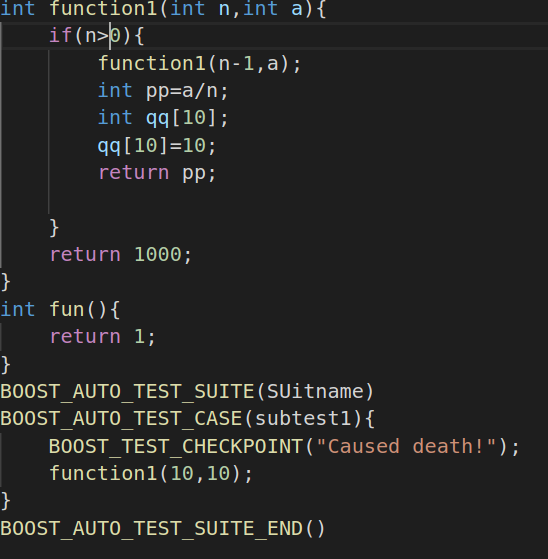 int function1(int n,int a){
    if(n>0){
        function1(n-1,a);
        int pp=a/n;
        int qq[10];
        qq[10]=10;
        return pp;
    }
    return 1000;
}
int fun(){
    return 1;
}
BOOST_AUTO_TEST_SUITE(SUitname)
BOOST_AUTO_TEST_CASE(subtest1){
    BOOST_TEST_CHECKPOINT("Caused death!");
    function1(10,10);
}
BOOST_AUTO_TEST_SUITE_END()